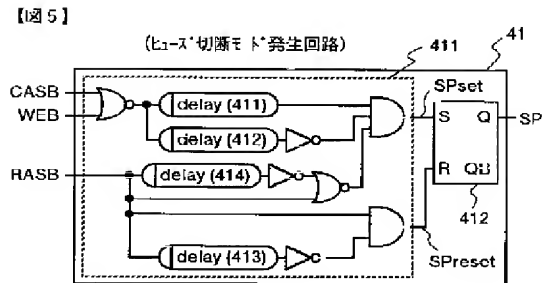 【図5】
(ヒューズ切断モード発生回路)
411
41
CASB
WEB
delay (411)
delay (412)
SPset
S
Q
SP
RASB
delay (414)
R
QB
412
delay (413)
SPreset